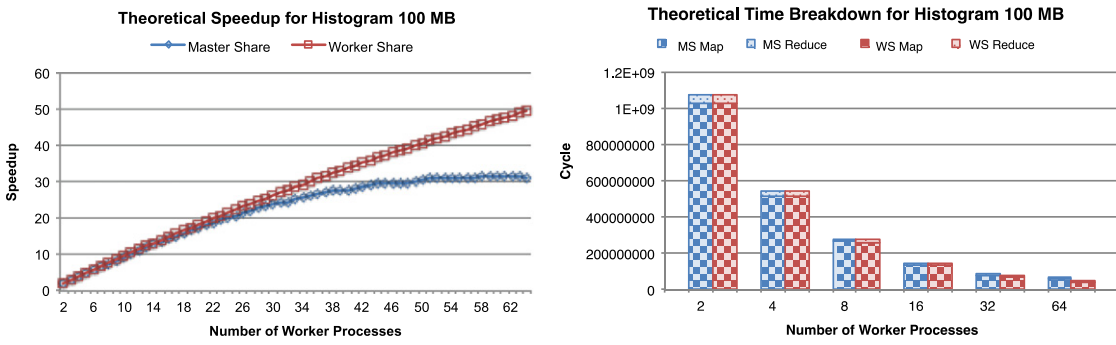 Theoretical Speedup for Histogram 100 MB
Master Share Worker Share
60
50
40
30
20
10
0
Speedup
2 6 10 14 18 22 26 30 34 38 42 46 50 54 58 62
Number of Worker Processes
Theoretical Time Breakdown for Histogram 100 MB
MS Map MS Reduce WS Map WS Reduce
1.2E+09
1E+09
800000000
600000000
400000000
200000000
0
Cycle
2 4 8 16 32 64
Number of Worker Processes